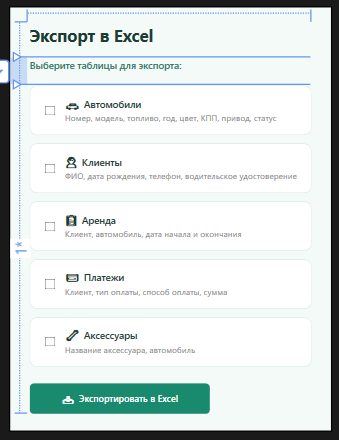 Экспорт в Excel
Выберите таблицы для экспорта:
Автомобили
Номер, модель, топливо, год, цвет, КПП, привод, статус
Клиенты
ФИО, дата рождения, телефон, водительское удостоверение
Аренда
Клиент, автомобиль, дата начала и окончания
Платежи
Клиент, тип оплаты, способ оплаты, сумма
Аксессуары
Название аксессуара, автомобиль
Экспортировать в Excel